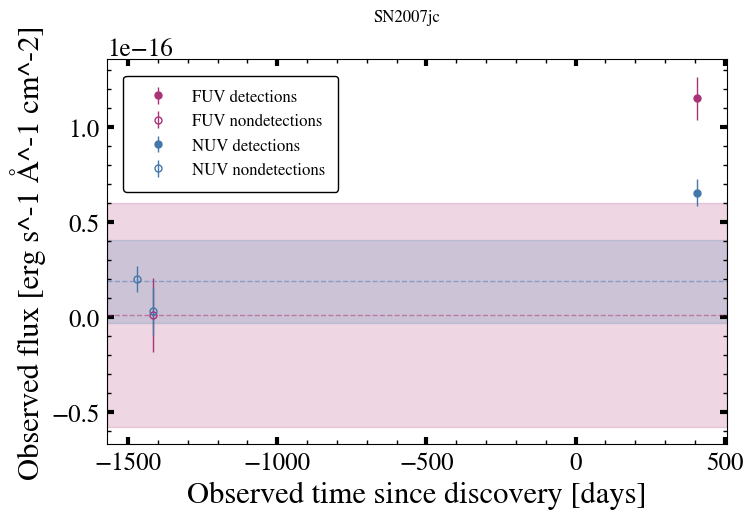 SN2007jc
1e−16
Observed flux [erg s^-1 Å^-1 cm^-2]
1.0
0.5
0.0
−0.5
FUV detections
FUV nondetections
NUV detections
NUV nondetections
−1500 −1000 −500 0 500
Observed time since discovery [days]